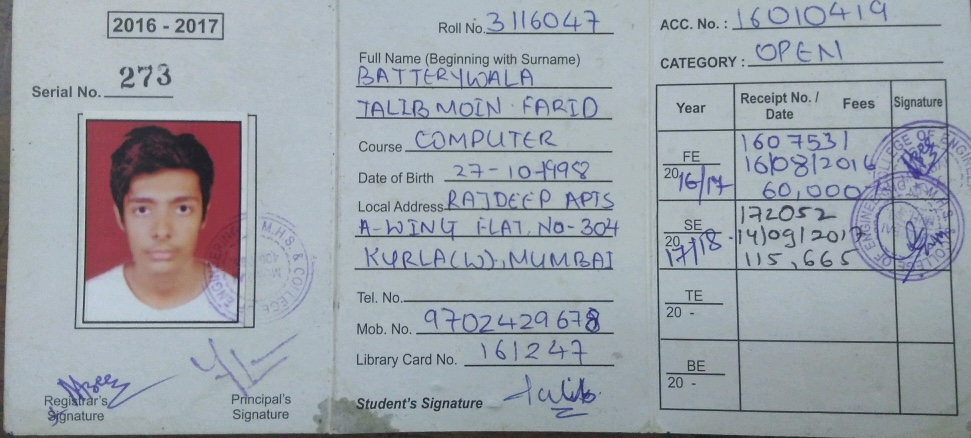 2016 - 2017
Serial No. 273
Registrar's Signature
Principal's Signature
Roll No. 3116047
Full Name (Beginning with Surname)
BATTERYWALA
TALIB MOIN FARID
Course COMPUTER
Date of Birth 27-10-1998
Local Address RAJDEEP APTS
A-WING FLAT. NO-304
KURLA(W), MUMBAI
Tel. No.
Mob. No. 9702429678
Library Card No. 161247
Student's Signature Talib
ACC. No. : 16010419
CATEGORY : OPEN
Year Receipt No. / Date Fees Signature
FE 2016/17 1607531
16/08/2016
60,000/-
SE 2017/18 172052
14/09/2017
115,665
TE
20 -
BE
20 -